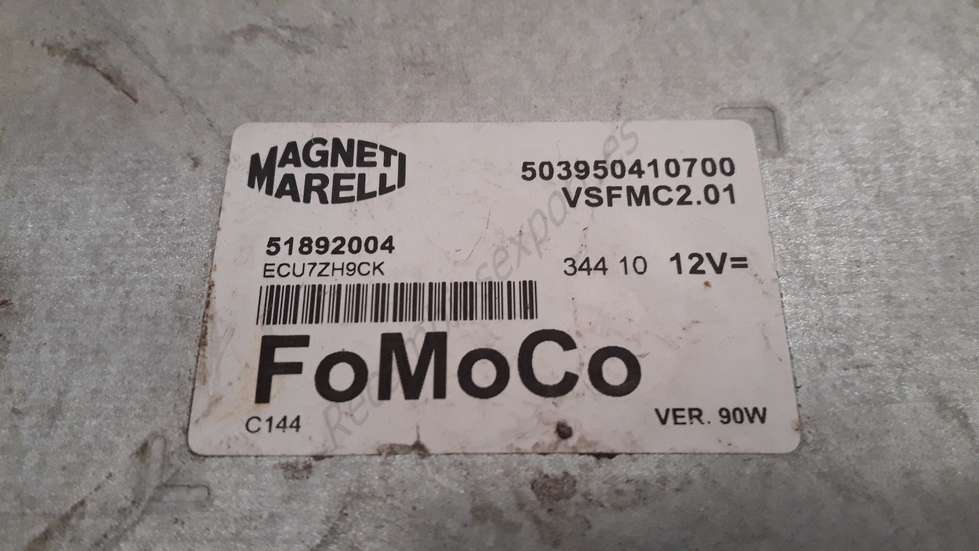 MAGNETI
MARELLI
503950410700
VSFMC2.01
51892004
ECU7ZH9CK
344 10 12V=
FoMoCo
C144
VER. 90W